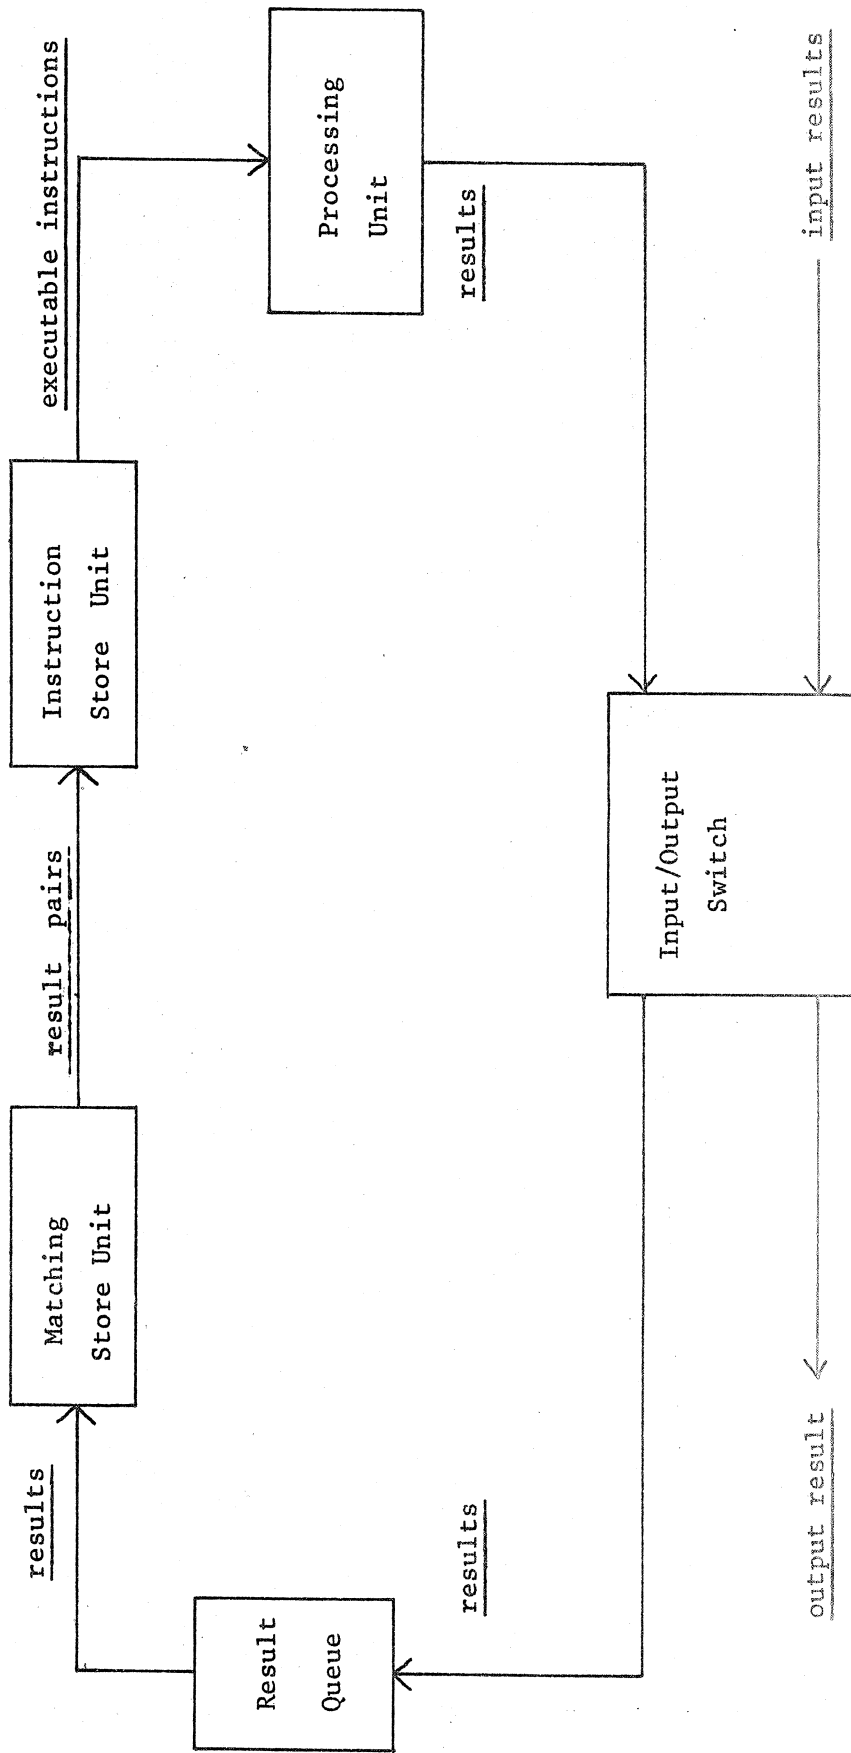 results
Matching
Store Unit
result pairs
Instruction
Store Unit
executable instructions
Result
Queue
Processing
Unit
results
results
Input/Output
Switch
output result
input results